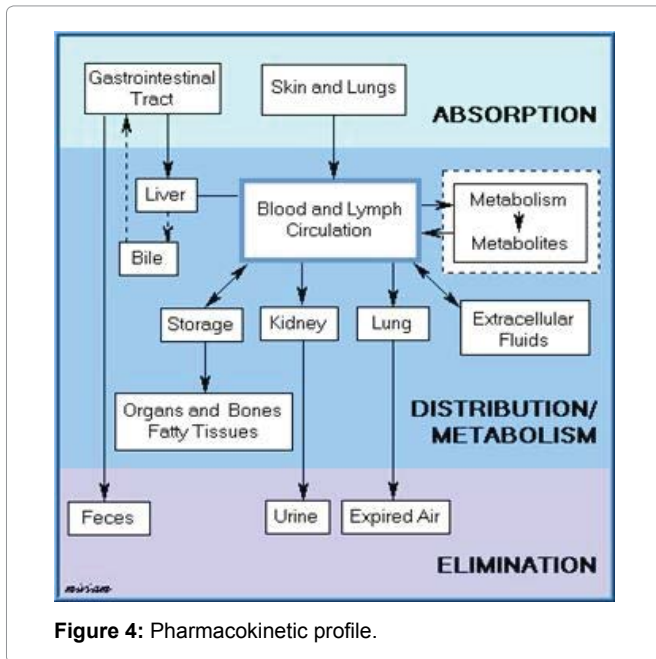 Gastrointestinal
Tract
Skin and Lungs
ABSORPTION
Liver
Blood and Lymph
Circulation
Metabolism
Metabolites
Bile
Storage
Kidney
Lung
Extracellular
Fluids
Organs and Bones
Fatty Tissues
DISTRIBUTION/
METABOLISM
Feces
Urine
Expired Air
ELIMINATION
Figure 4: Pharmacokinetic profile.